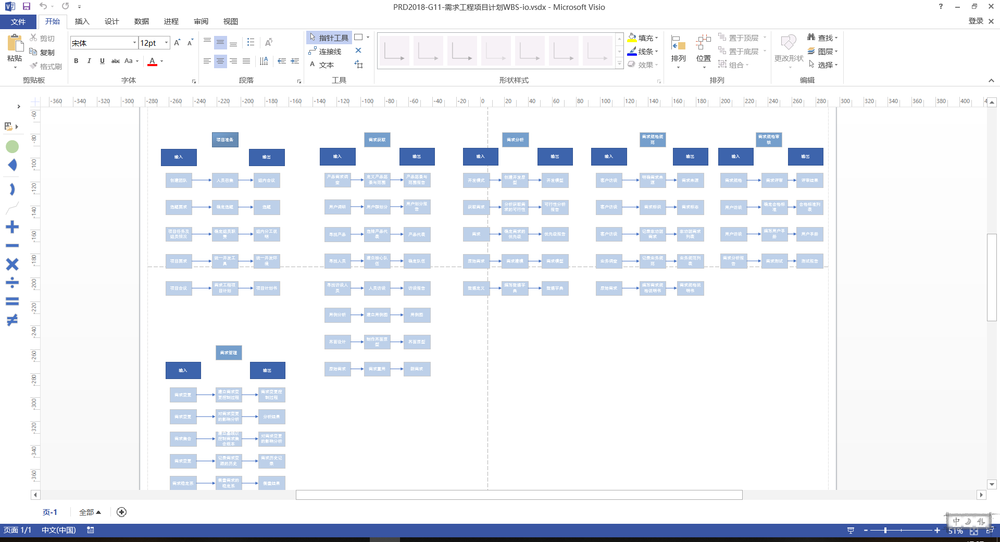 PRD2018-G11-需求工程项目计划WBS-io.vsdx - Microsoft Visio
文件 开始 插入 设计 数据 进程 审阅 视图 登录
粘贴 剪切 复制 格式刷 剪贴板
宋体 12pt 字体
段落
指针工具 连接线 文本 工具
形状样式
填充 线条 效果
排列 位置 置于顶层 置于底层 组合 排列
更改形状 查找 图层 选择 编辑
-360 -340 -320 -300 -280 -260 -240 -220 -200 -180 -160 -140 -120 -100 -80 -60 -40 -20 0 20 40 60 80 100 120 140 160 180 200 220 240 260 280 300 320 340 360 380 400
-60 -80 -100 -120 -140 -160 -180 -200 -220 -240 -260 -280 -300 -320 -340 -360
项目准备
输入 输出
创建团队 人员召集 组内会议
选题要求 确定选题 选题
项目任务及组员情况 确定组员职责 组内分工说明
项目要求 统一开发工具 统一开发环境
项目会议 需求工程项目计划 项目计划书
需求获取
输入 输出
产品需求调查 定义产品愿景与范围 产品愿景与范围报告
用户调研 用户群划分 用户划分报告
寻找产品 选择产品代表 产品代表
寻找人员 建立核心队伍 确定队伍
寻找访谈人员 人员访谈 访谈报告
用例分析 建立用例图 用例图
界面设计 制作界面原型 界面原型
原始需求 需求重用 新需求
需求分析
输入 输出
开发模式 创建开发原型 开发模型
获取需求 分析获取需求的可行性 可行性分析报告
需求 确定需求的优先级 优先级报告
原始需求 需求建模 需求模型
数据定义 编写数据字典 数据字典
需求规格规范
输入 输出
客户访谈 明确需求来源 需求来源
客户访谈 需求标识 需求标志
客户访谈 记录非功能需求 非功能需求列表
业务调查 记录业务规范 业务规范列表
原始需求 编写需求规格说明书 需求规格说明书
需求规格审核
输入 输出
需求规格 需求评审 评审结果
用户访谈 确定合格标准 合格标准列表
用户访谈 编写用户手册 用户手册
需求分析报告 需求测试 测试报告
需求管理
输入 输出
需求变更 建立需求变更控制过程 需求变更控制过程
需求变更 对需求变更的影响分析 分析结果
需求集合 建立基线以控制需求集合版本 对需求变更的影响分析
需求变更 记录需求变跟的历史 需求历史记录
需求稳定系 衡量需求的稳定系 衡量结果
页-1 全部
页面 1/1 中文(中国) 51%
中